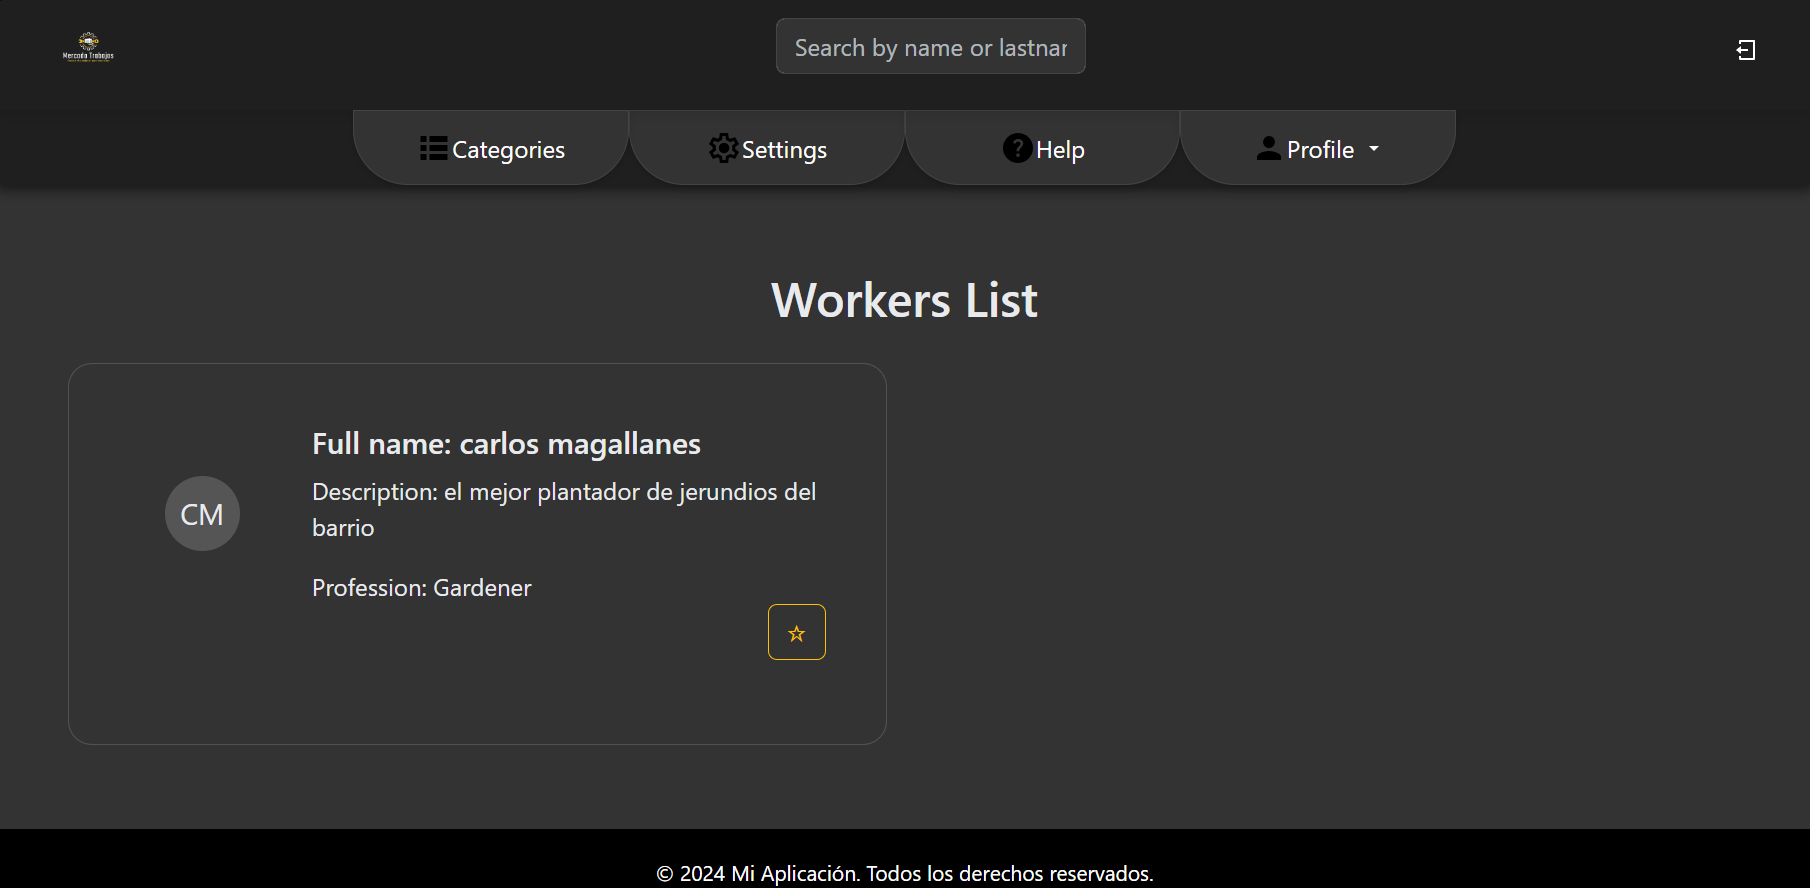 Mercado Trabajos
Search by name or lastnar
Categories
Settings
Help
Profile
Workers List
CM
Full name: carlos magallanes
Description: el mejor plantador de jerundios del
barrio
Profession: Gardener
© 2024 Mi Aplicación. Todos los derechos reservados.